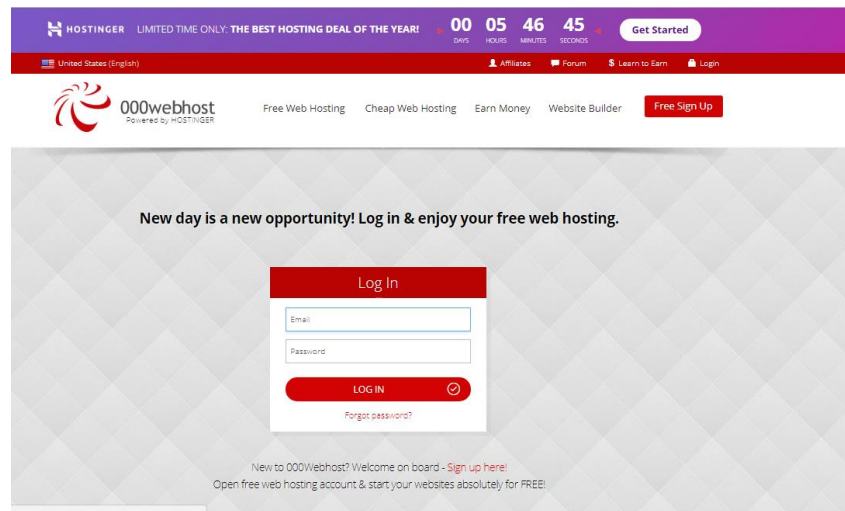 HOSTINGER LIMITED TIME ONLY: THE BEST HOSTING DEAL OF THE YEAR! 00 05 46 45 Get Started
DAYS HOURS MINUTES SECONDS
United States (English) Affiliates Forum $ Learn to Earn Login
000webhost Free Web Hosting Cheap Web Hosting Earn Money Website Builder Free Sign Up
Powered by HOSTINGER
New day is a new opportunity! Log in & enjoy your free web hosting.
Log In
Email
Password
LOG IN
Forgot password?
New to 000Webhost? Welcome on board - Sign up here!
Open free web hosting account & start your websites absolutely for FREE!